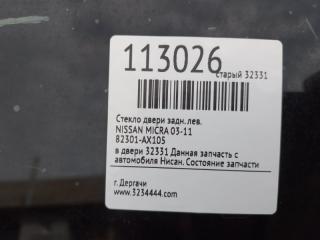 113026
старый 32331
Стекло двери задн.лев.
NISSAN MICRA 03-11
82301-AX105
в двери 32331 Данная запчасть с
автомобиля Нисан. Состояние запчасти
г. Дергачи
www.3234444.com